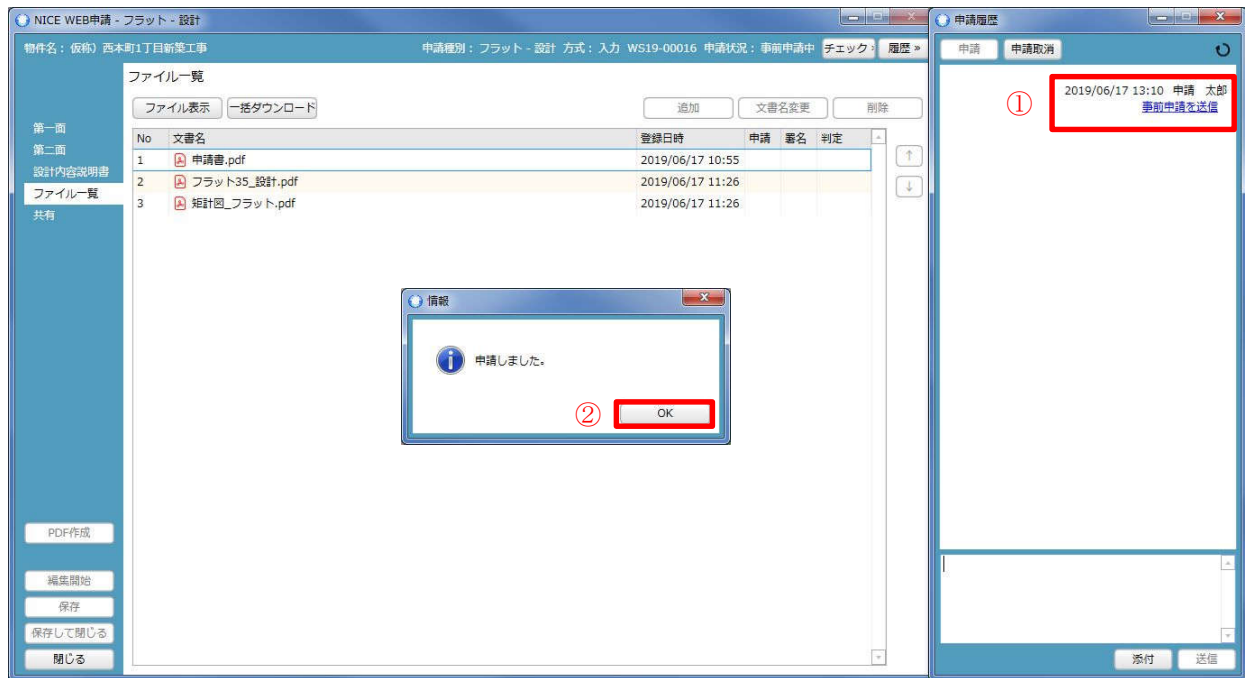 NICE WEB申請 - フラット - 設計
物件名：仮称）西本町1丁目新築工事
申請種別：フラット - 設計 方式：入力 WS19-00016 申請状況：事前申請中
チェック »
履歴 »
第一面
第二面
設計内容説明書
ファイル一覧
共有
PDF作成
編集開始
保存
保存して閉じる
閉じる
ファイル一覧
ファイル表示
一括ダウンロード
追加
文書名変更
削除
No 文書名 登録日時 申請 署名 判定
1 申請書.pdf 2019/06/17 10:55
2 フラット35_設計.pdf 2019/06/17 11:26
3 矩計図_フラット.pdf 2019/06/17 11:26
↑
↓
情報
申請しました。
②
OK
申請履歴
申請
申請取消
①
2019/06/17 13:10 申請 太郎
事前申請を送信
添付
送信